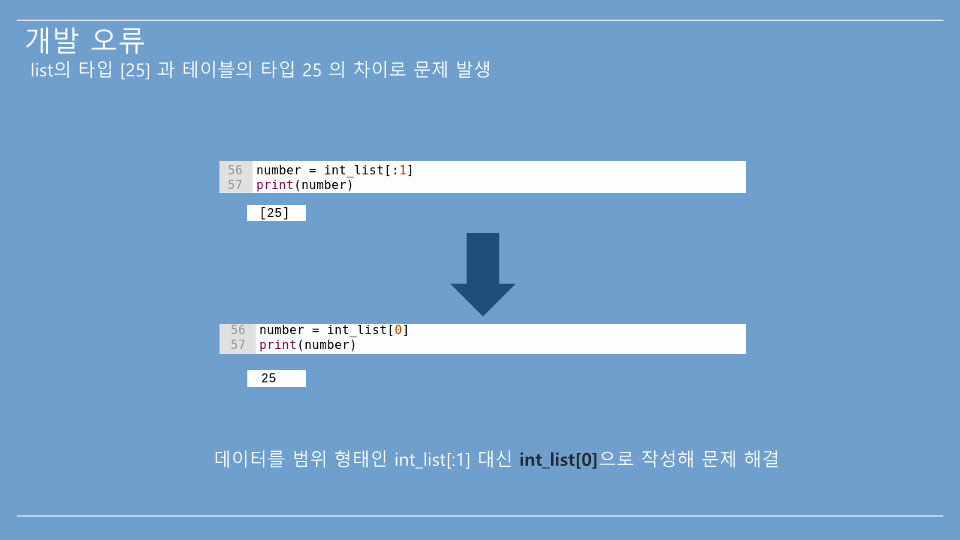 개발 오류
list의 타입 [25] 과 테이블의 타입 25 의 차이로 문제 발생
56 number = int_list[:1]
57 print(number)
[25]
56 number = int_list[0]
57 print(number)
25
데이터를 범위 형태인 int_list[:1] 대신 int_list[0]으로 작성해 문제 해결